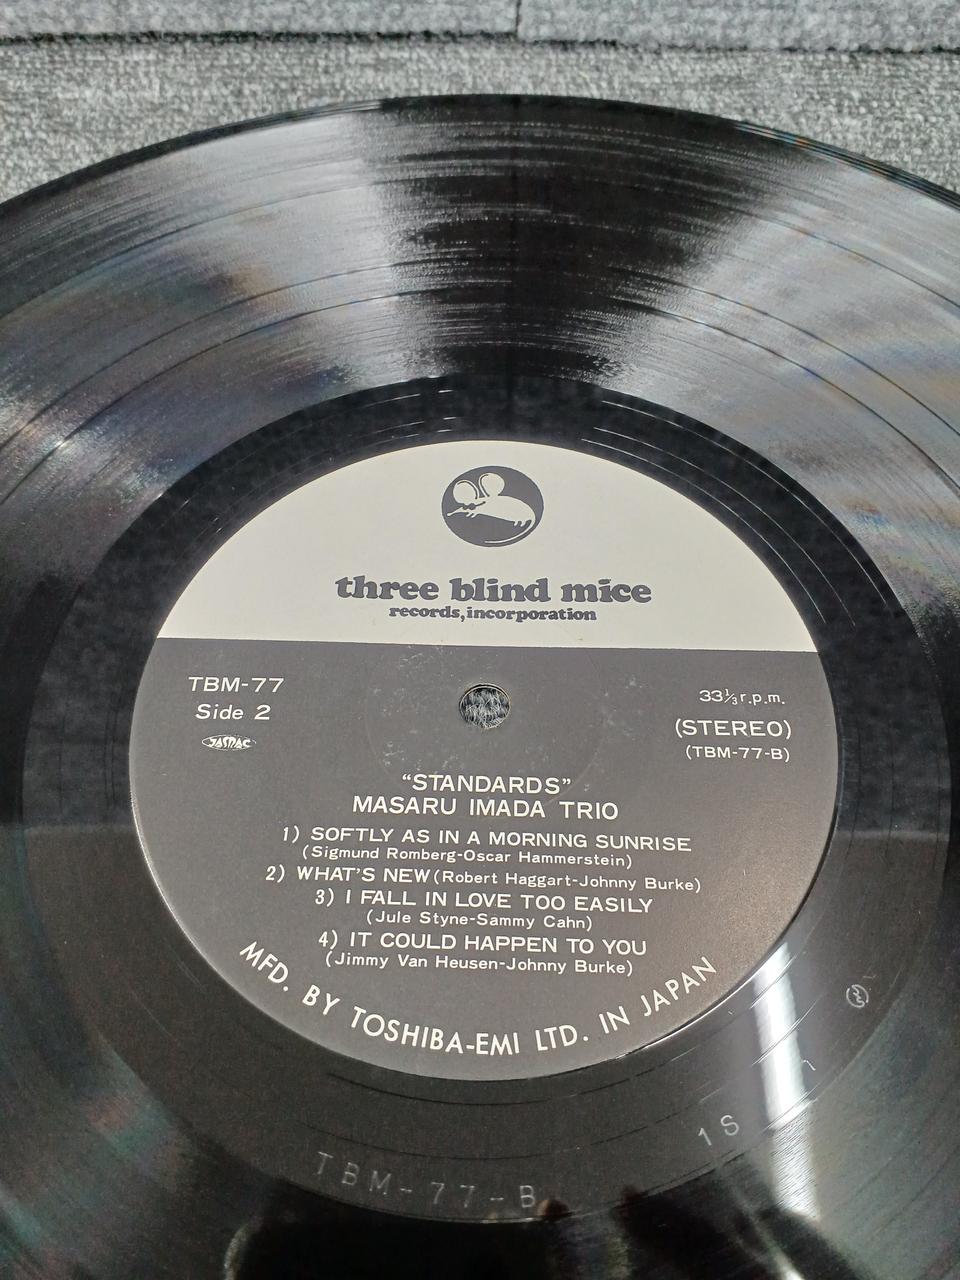 three blind mice
records, incorporation
TBM-77
Side 2
JASRAC
33⅓ r.p.m.
(STEREO)
(TBM-77-B)
“STANDARDS”
MASARU IMADA TRIO
1) SOFTLY AS IN A MORNING SUNRISE
(Sigmund Romberg-Oscar Hammerstein)
2) WHAT'S NEW (Robert Haggart-Johnny Burke)
3) I FALL IN LOVE TOO EASILY
(Jule Styne-Sammy Cahn)
4) IT COULD HAPPEN TO YOU
(Jimmy Van Heusen-Johnny Burke)
MFD. BY TOSHIBA-EMI LTD. IN JAPAN
TBM-77-B
1S